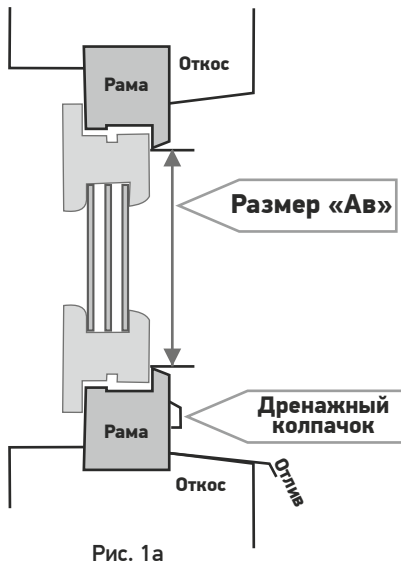 Откос
Рама
Размер «Ав»
Дренажный
колпачок
Рама
Отлив
Откос
Рис. 1а